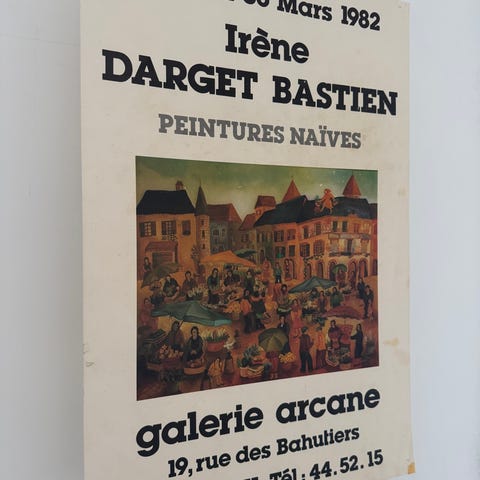 Mars 1982
Irène
DARGET BASTIEN
PEINTURES NAÏVES
galerie arcane
19, rue des Bahutiers
Tél : 44.52.15